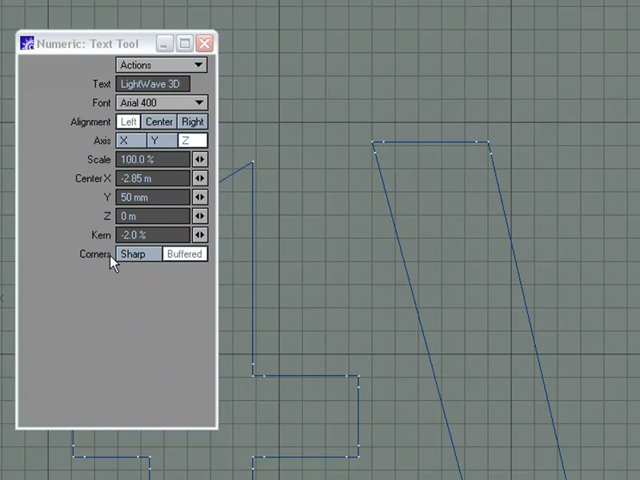 Numeric: Text Tool
Actions
Text LightWave 3D
Font Arial 400
Alignment Left Center Right
Axis X Y Z
Scale 100.0 %
Center X -2.85 m
Y 50 mm
Z 0 m
Kern -2.0 %
Corners Sharp Buffered